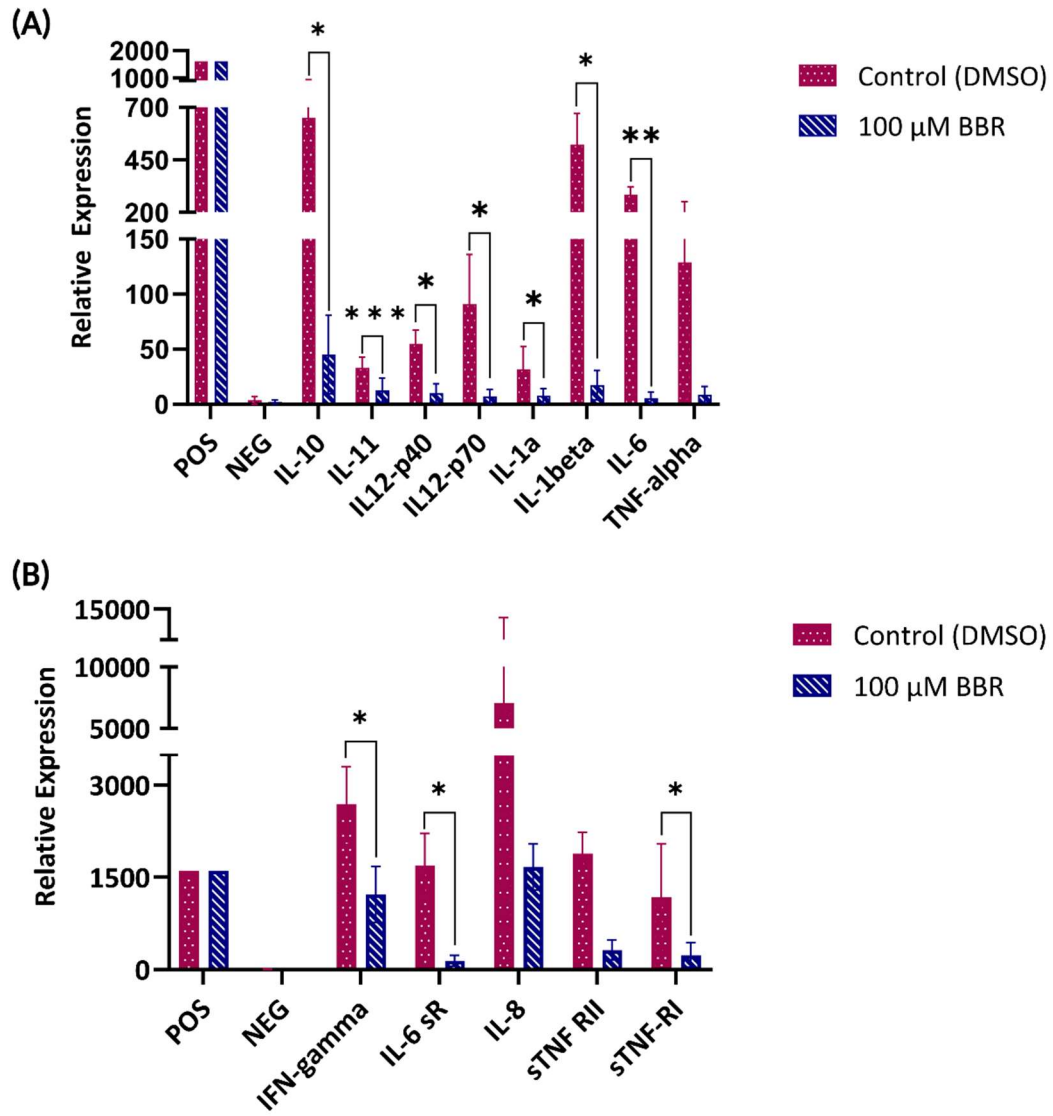 (A)
Relative Expression
2000
1000
700
450
200
150
100
50
0
*
* * *
*
*
*
*
**
POS
NEG
IL-10
IL-11
IL12-p40
IL12-p70
IL-1a
IL-1beta
IL-6
TNF-alpha
Control (DMSO)
100 µM BBR
(B)
Relative Expression
15000
10000
5000
3000
1500
0
*
*
*
POS
NEG
IFN-gamma
IL-6 sR
IL-8
sTNF RII
sTNF-RI
Control (DMSO)
100 µM BBR